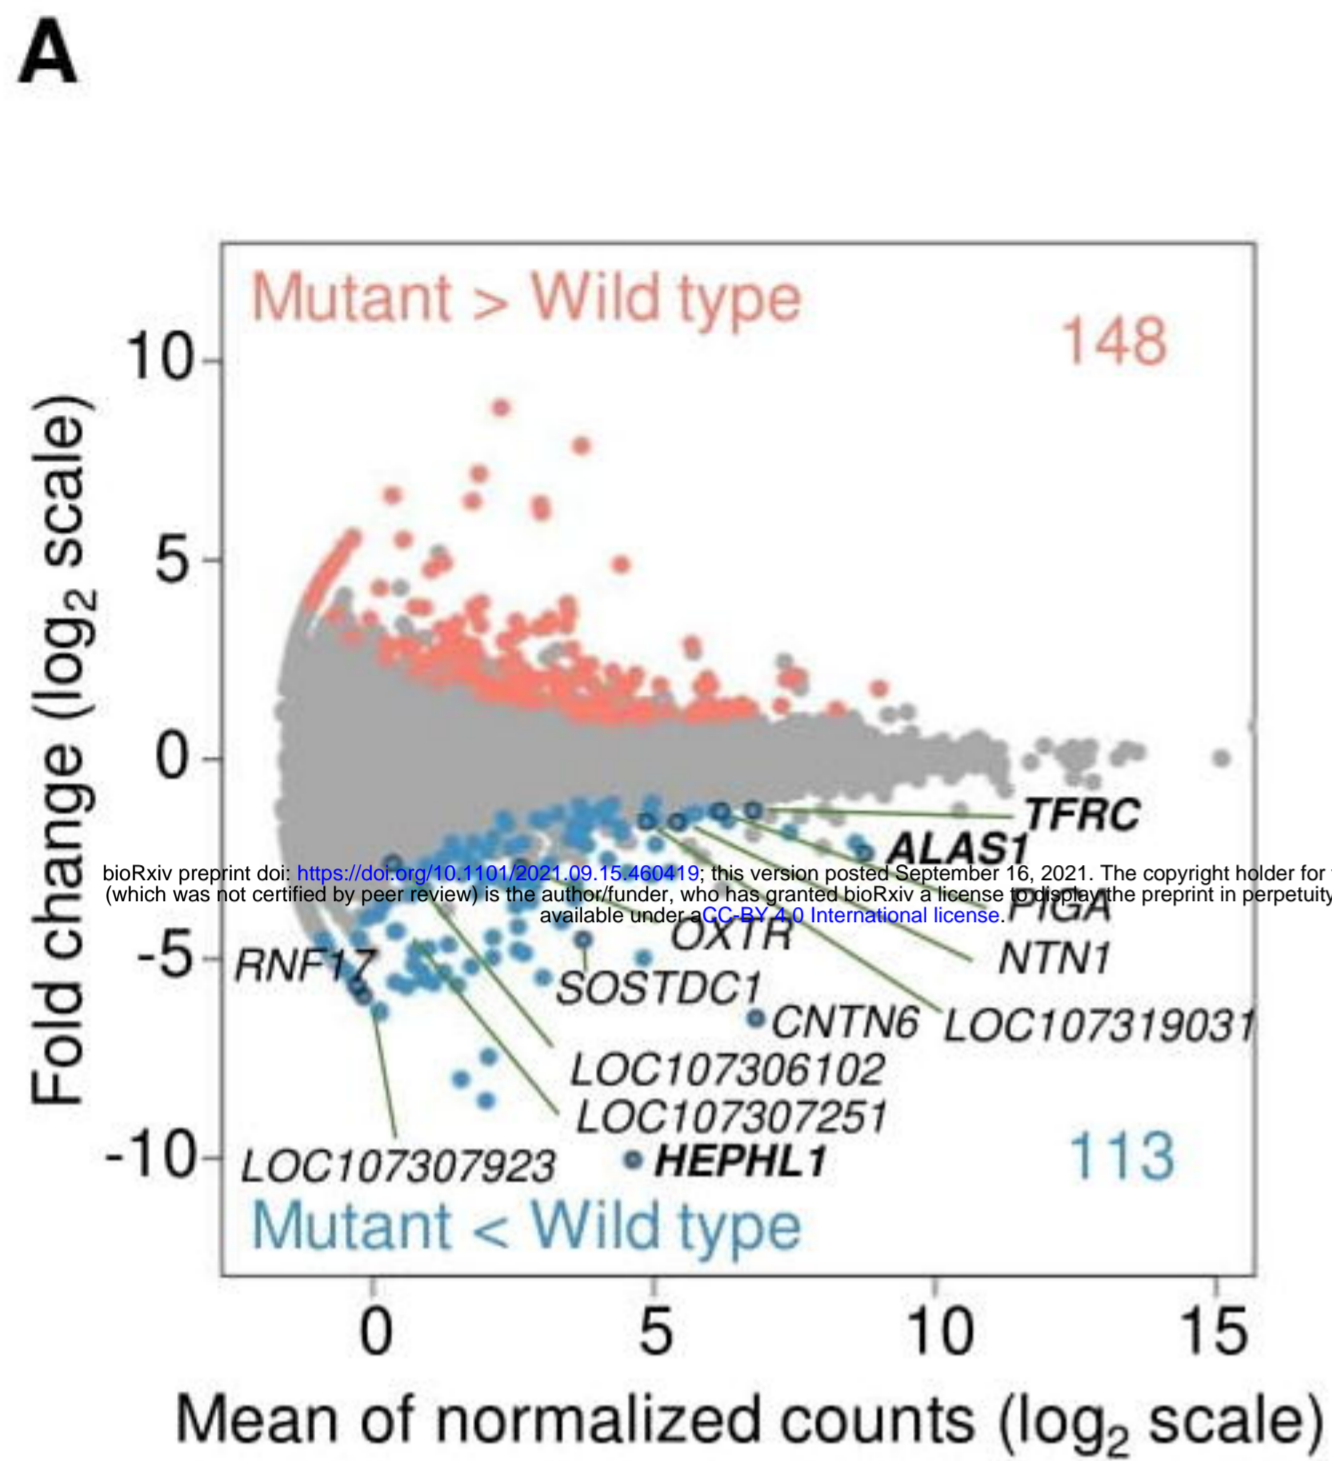 A
Mutant > Wild type
148
10
5
0
-5
-10
Fold change (log2 scale)
TFRC
ALAS1
bioRxiv preprint doi: https://doi.org/10.1101/2021.09.15.460419; this version posted September 16, 2021. The copyright holder for
(which was not certified by peer review) is the author/funder, who has granted bioRxiv a license to display the preprint in perpetuity
available under aCC-BY 4.0 International license.
PIGA
OXTR
NTN1
RNF17
SOSTDC1
CNTN6
LOC107319031
LOC107306102
LOC107307251
HEPHL1
LOC107307923
113
Mutant < Wild type
0 5 10 15
Mean of normalized counts (log2 scale)